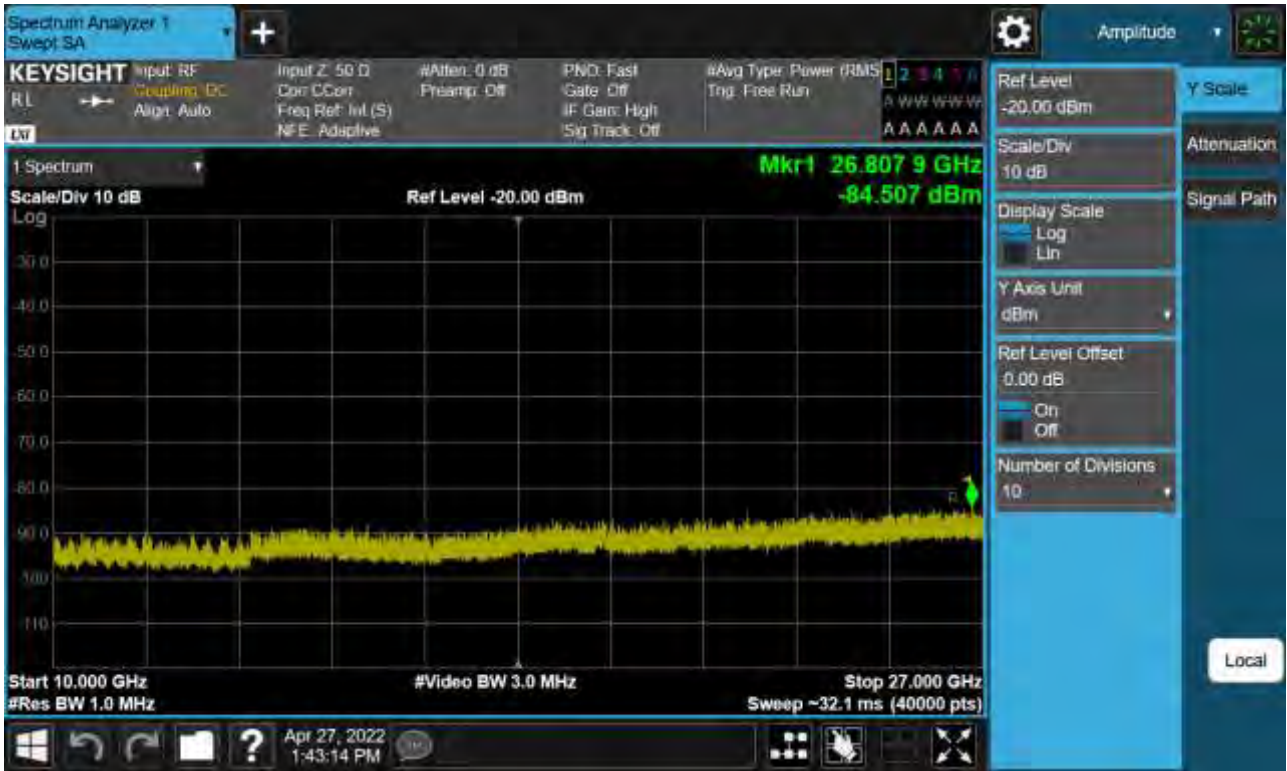 Spectrum Analyzer 1
Swept SA
+
Amplitude
KEYSIGHT
RL
Input: RF
Coupling: DC
Align: Auto
Input Z: 50 Ω
Corr CCorr
Freq Ref: Int (S)
NFE: Adaptive
#Atten: 0 dB
Preamp: Off
PNO: Fast
Gate: Off
IF Gain: High
Sig Track: Off
#Avg Type: Power (RMS
Trig: Free Run
1 2 3 4 5 6
A W W W W W
A A A A A A
1 Spectrum
Mkr1 26.807 9 GHz
Scale/Div 10 dB
Ref Level -20.00 dBm
-84.507 dBm
Log
-30.0
-40.0
-50.0
-60.0
-70.0
-80.0
-90.0
-100
-110
Start 10.000 GHz
#Video BW 3.0 MHz
Stop 27.000 GHz
#Res BW 1.0 MHz
Sweep ~32.1 ms (40000 pts)
Ref Level
-20.00 dBm
Scale/Div
10 dB
Display Scale
Log
Lin
Y Axis Unit
dBm
Ref Level Offset
0.00 dB
On
Off
Number of Divisions
10
Y Scale
Attenuation
Signal Path
Local
?
Apr 27, 2022
1:43:14 PM